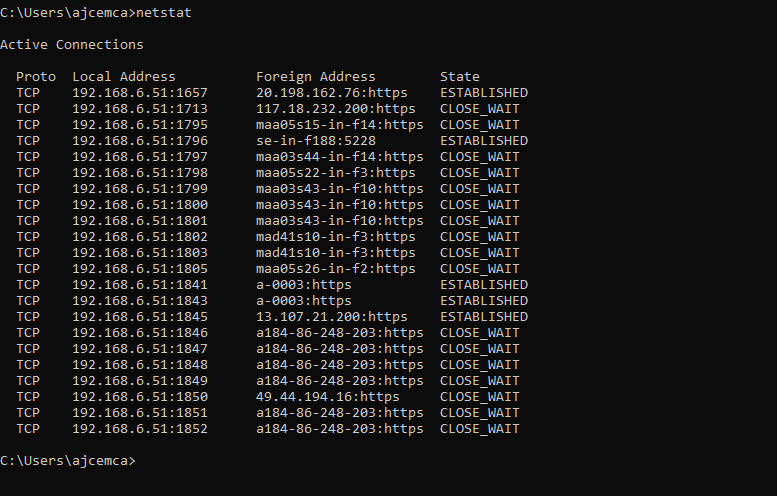 C:\Users\ajcemca>netstat
Active Connections
Proto  Local Address          Foreign Address        State
TCP    192.168.6.51:1657      20.198.162.76:https    ESTABLISHED
TCP    192.168.6.51:1713      117.18.232.200:https   CLOSE_WAIT
TCP    192.168.6.51:1795      maa05s15-in-f14:https  CLOSE_WAIT
TCP    192.168.6.51:1796      se-in-f188:5228        ESTABLISHED
TCP    192.168.6.51:1797      maa03s44-in-f14:https  CLOSE_WAIT
TCP    192.168.6.51:1798      maa05s22-in-f3:https   CLOSE_WAIT
TCP    192.168.6.51:1799      maa03s43-in-f10:https  CLOSE_WAIT
TCP    192.168.6.51:1800      maa03s43-in-f10:https  CLOSE_WAIT
TCP    192.168.6.51:1801      maa03s43-in-f10:https  CLOSE_WAIT
TCP    192.168.6.51:1802      mad41s10-in-f3:https   CLOSE_WAIT
TCP    192.168.6.51:1803      mad41s10-in-f3:https   CLOSE_WAIT
TCP    192.168.6.51:1805      maa05s26-in-f2:https   CLOSE_WAIT
TCP    192.168.6.51:1841      a-0003:https           ESTABLISHED
TCP    192.168.6.51:1843      a-0003:https           ESTABLISHED
TCP    192.168.6.51:1845      13.107.21.200:https    ESTABLISHED
TCP    192.168.6.51:1846      a184-86-248-203:https  CLOSE_WAIT
TCP    192.168.6.51:1847      a184-86-248-203:https  CLOSE_WAIT
TCP    192.168.6.51:1848      a184-86-248-203:https  CLOSE_WAIT
TCP    192.168.6.51:1849      a184-86-248-203:https  CLOSE_WAIT
TCP    192.168.6.51:1850      49.44.194.16:https     CLOSE_WAIT
TCP    192.168.6.51:1851      a184-86-248-203:https  CLOSE_WAIT
TCP    192.168.6.51:1852      a184-86-248-203:https  CLOSE_WAIT
C:\Users\ajcemca>